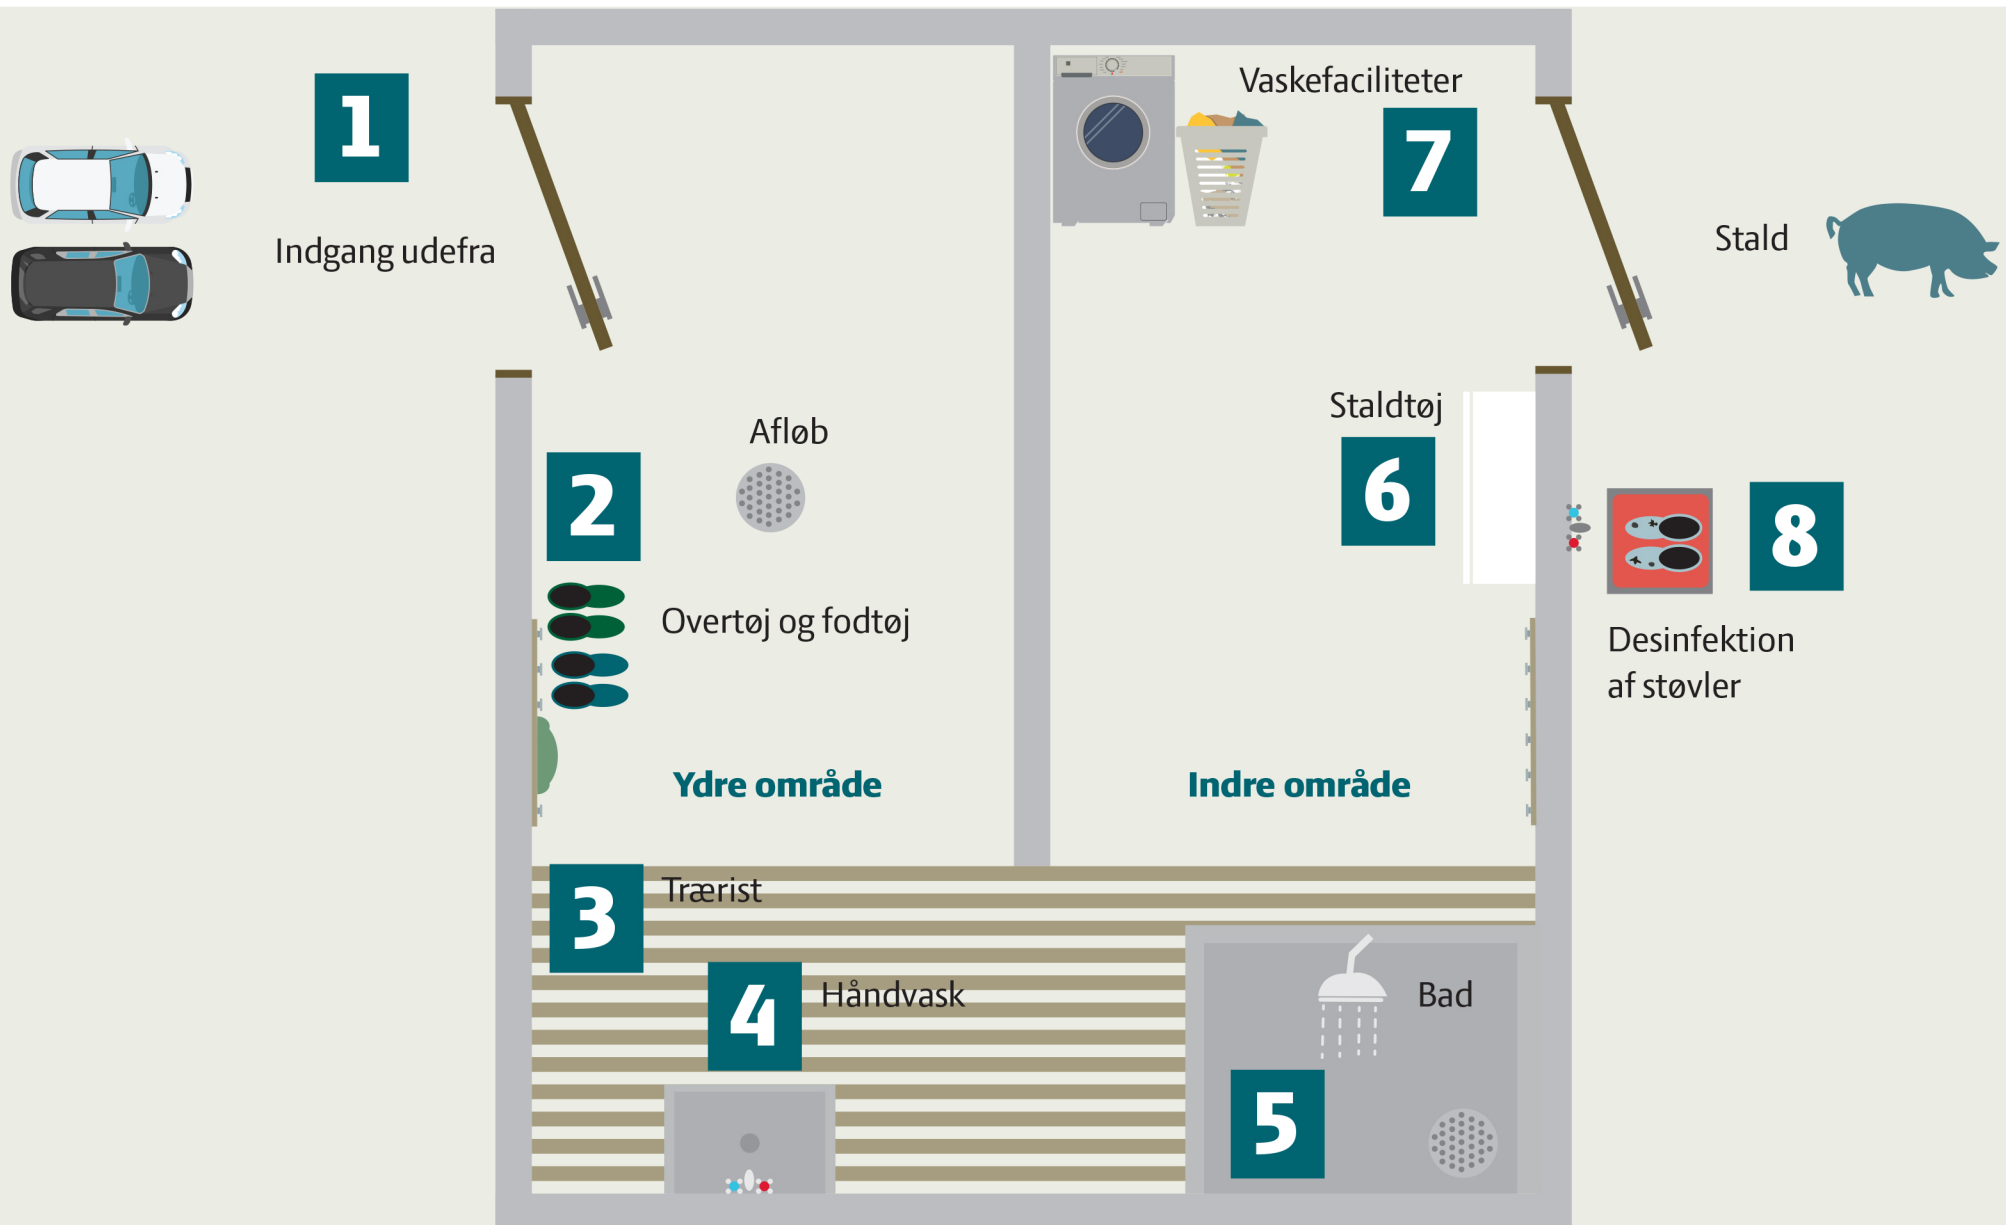 1
Indgang udefra
Vaskefaciliteter
7
Stald
Afløb
2
Overtøj og fodtøj
Staldtøj
6
8
Desinfektion
af støvler
Ydre område
Indre område
3
Trærist
4
Håndvask
Bad
5